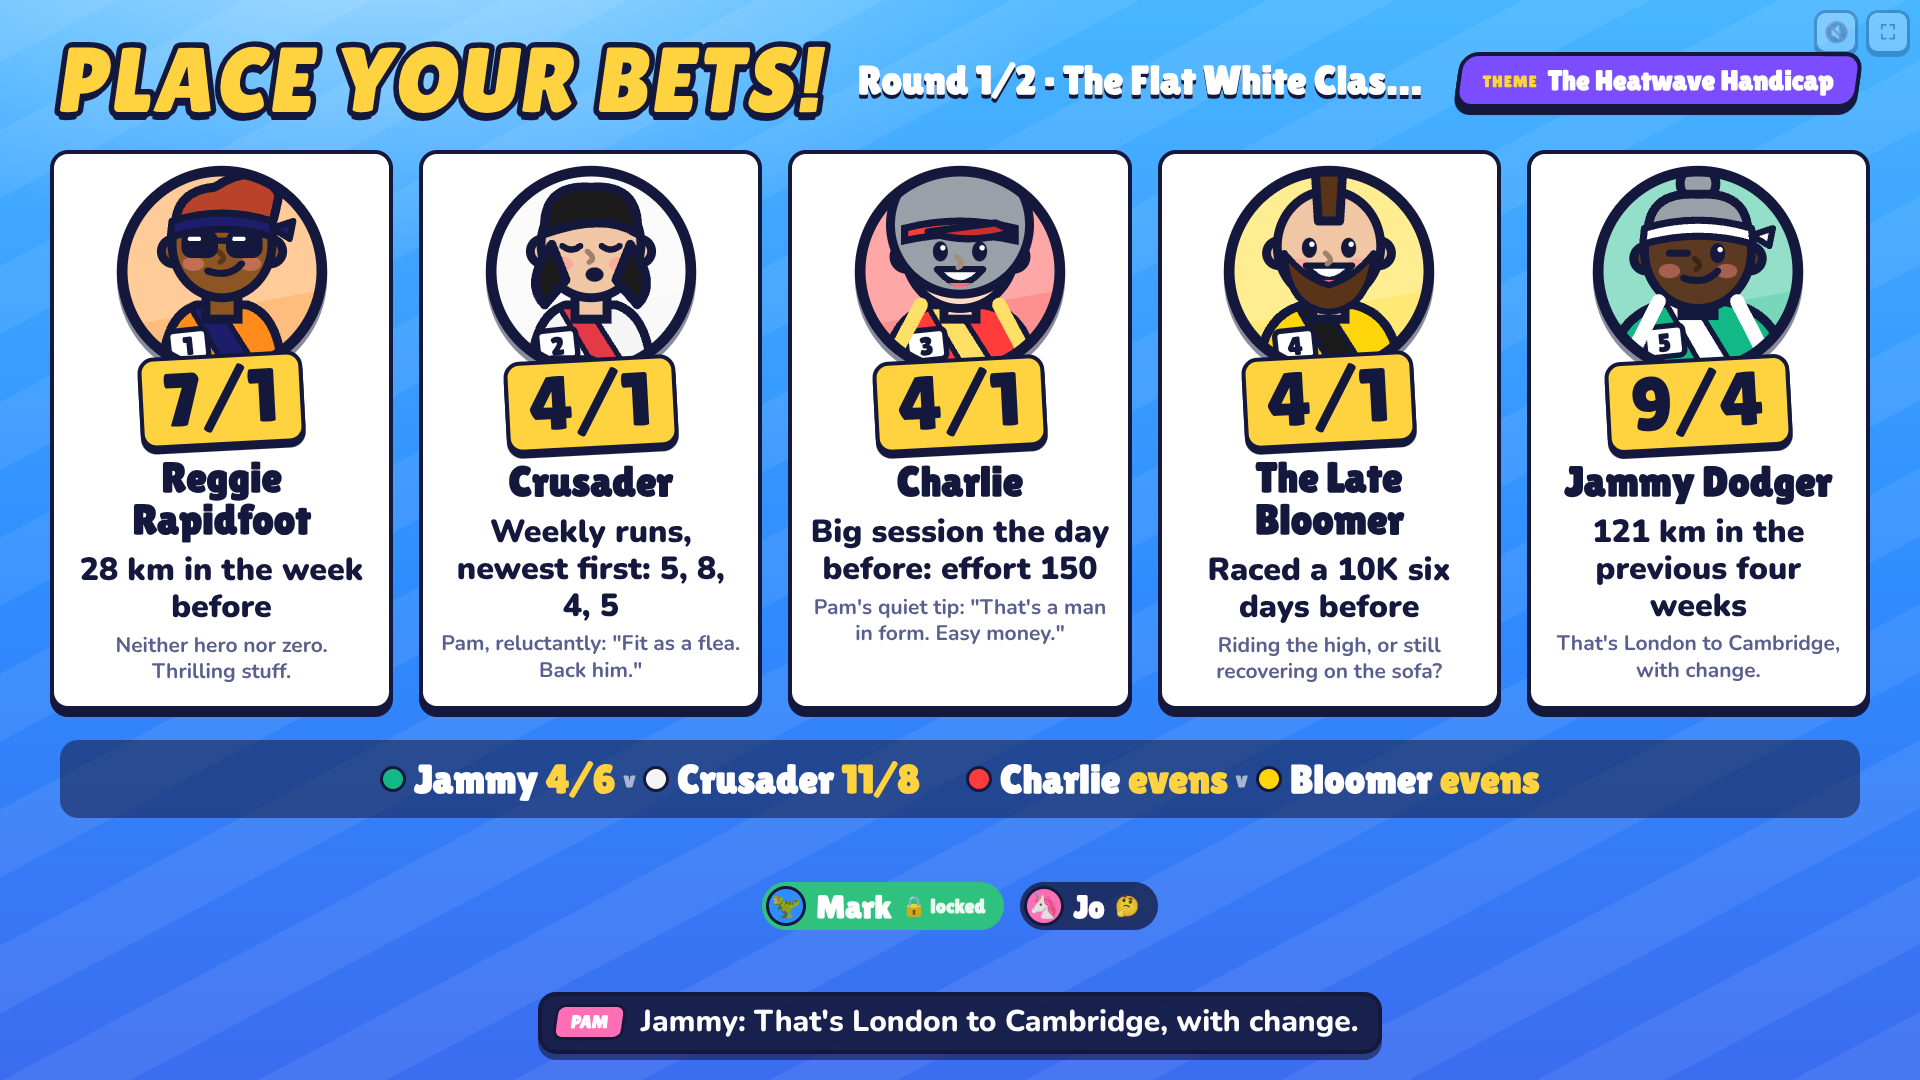 PLACE YOUR BETS!
Round 1/2 · The Flat White Clas...
THEME The Heatwave Handicap
1
7/1
Reggie
Rapidfoot
28 km in the week
before
Neither hero nor zero.
Thrilling stuff.
2
4/1
Crusader
Weekly runs,
newest first: 5, 8,
4, 5
Pam, reluctantly: "Fit as a flea.
Back him."
3
4/1
Charlie
Big session the day
before: effort 150
Pam's quiet tip: "That's a man
in form. Easy money."
4
4/1
The Late
Bloomer
Raced a 10K six
days before
Riding the high, or still
recovering on the sofa?
5
9/4
Jammy Dodger
121 km in the
previous four
weeks
That's London to Cambridge,
with change.
Jammy 4/6 v Crusader 11/8
Charlie evens v Bloomer evens
Mark locked
Jo
PAM Jammy: That's London to Cambridge, with change.